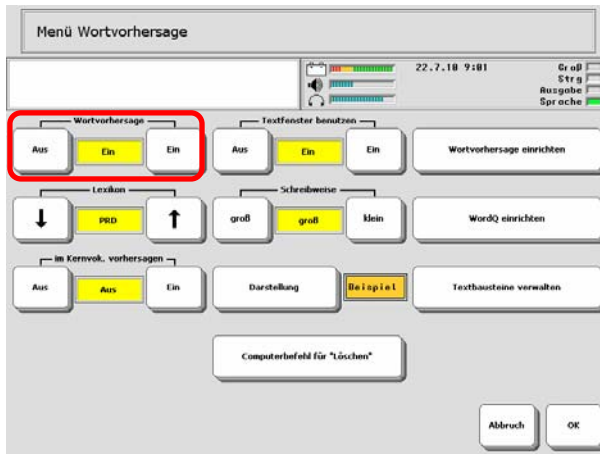 Menü Wortvorhersage
22.7.10 9:01
Groß
Strg
Ausgabe
Sprache
Wortvorhersage
Aus Ein Ein
Textfenster benutzen
Aus Ein Ein
Wortvorhersage einrichten
Lexikon
↓ PRD ↑
Schreibweise
groß groß klein
WordQ einrichten
im Kernvok. vorhersagen
Aus Aus Ein
Darstellung Beispiel
Textbausteine verwalten
Computerbefehl für "Löschen"
Abbruch OK